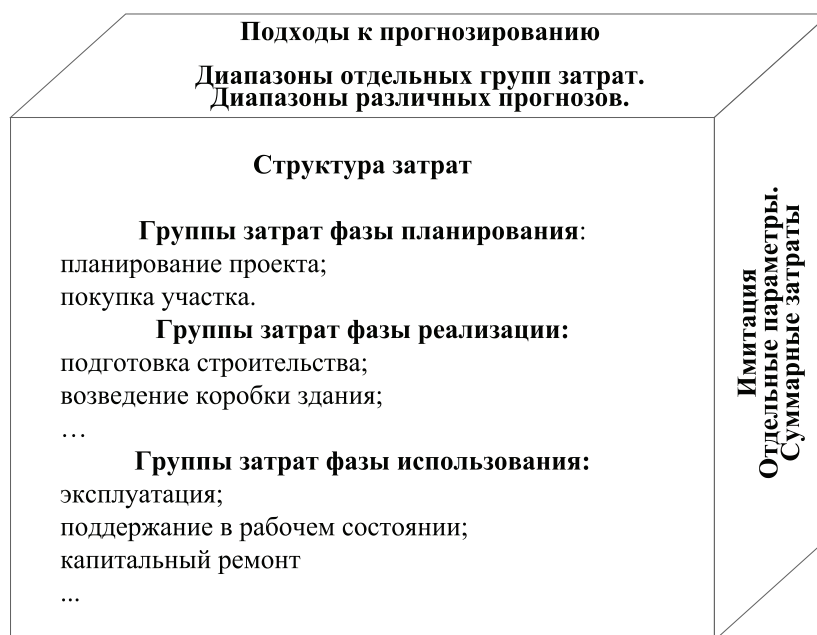 Подходы к прогнозированию
Диапазоны отдельных групп затрат.
Диапазоны различных прогнозов.
Структура затрат
Группы затрат фазы планирования:
планирование проекта;
покупка участка.
Группы затрат фазы реализации:
подготовка строительства;
возведение коробки здания;
…
Группы затрат фазы использования:
эксплуатация;
поддержание в рабочем состоянии;
капитальный ремонт
...
Имитация
Отдельные параметры.
Суммарные затраты